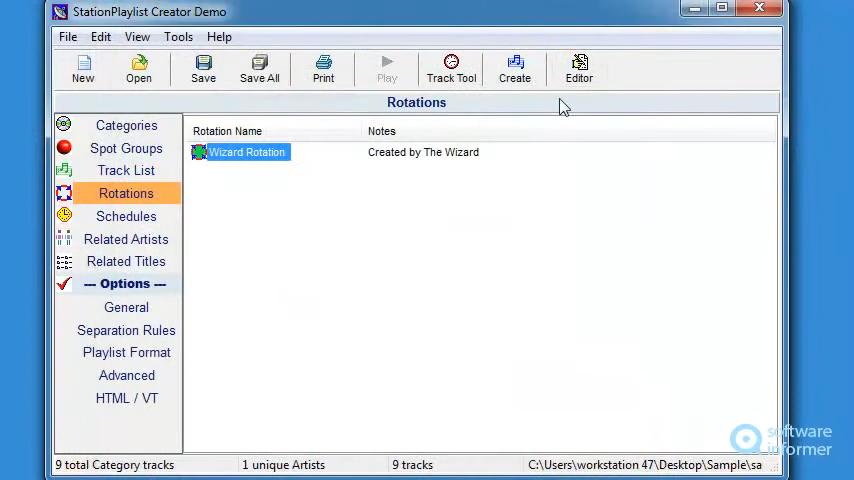 StationPlaylist Creator Demo
File Edit View Tools Help
New Open Save Save All Print Play Track Tool Create Editor
Rotations
Categories
Spot Groups
Track List
Rotations
Schedules
Related Artists
Related Titles
--- Options ---
General
Separation Rules
Playlist Format
Advanced
HTML / VT
Rotation Name Notes
Wizard Rotation Created by The Wizard
software
informer
9 total Category tracks 1 unique Artists 9 tracks C:\Users\workstation 47\Desktop\Sample\sa